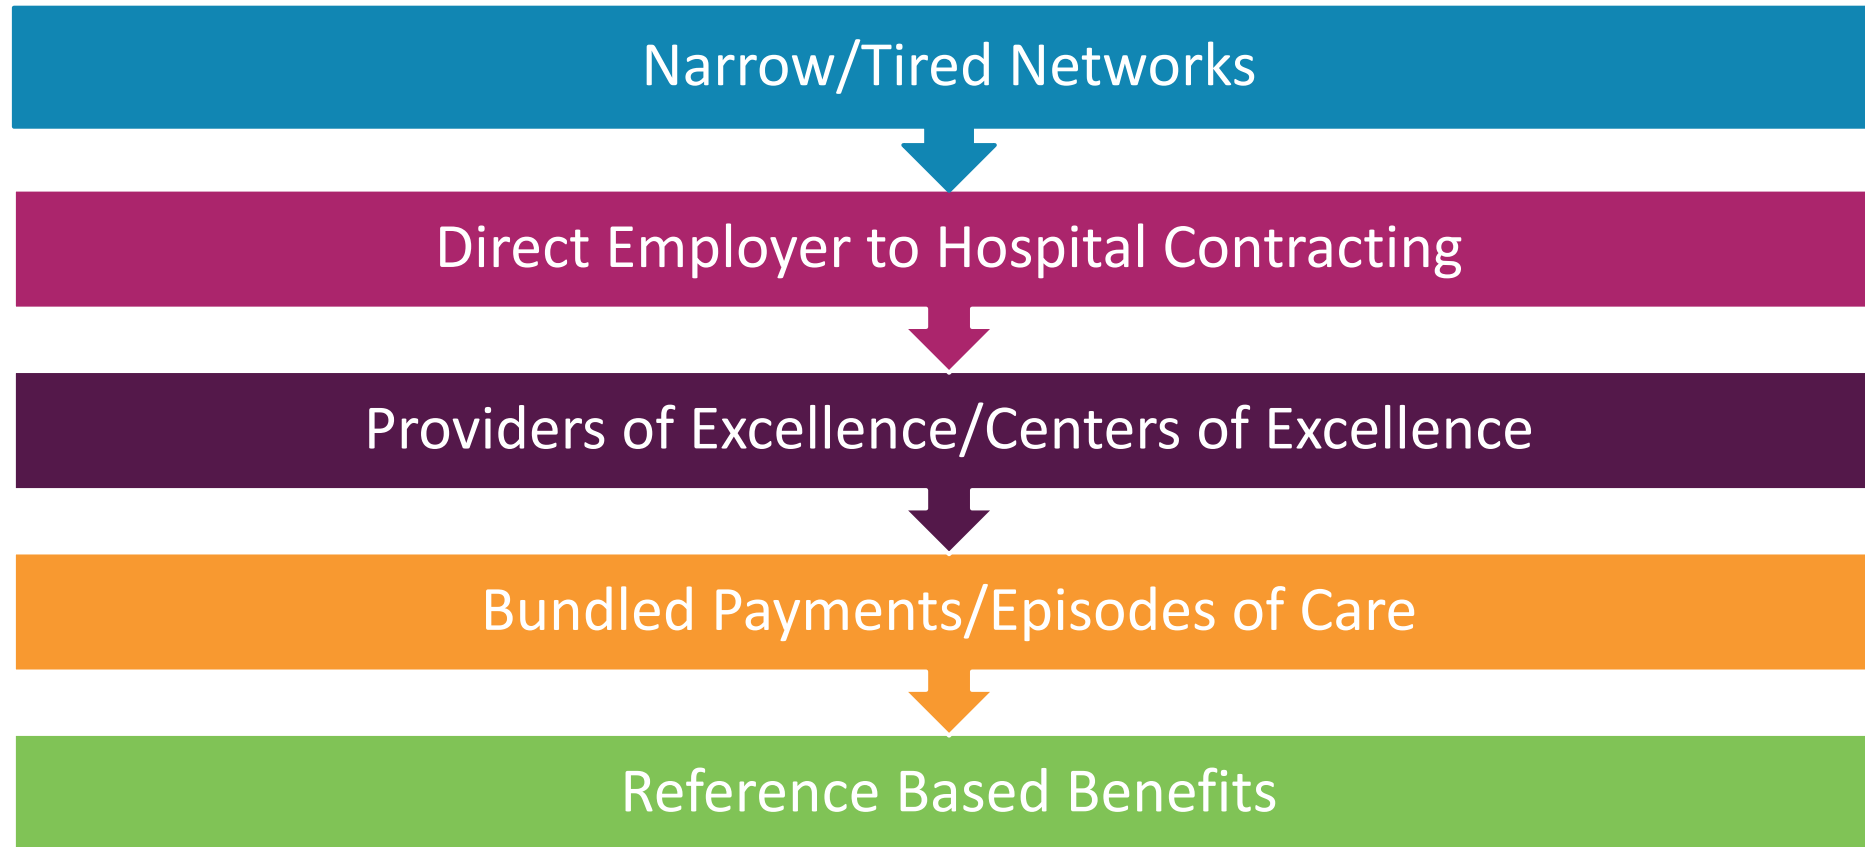 Narrow/Tired Networks
Direct Employer to Hospital Contracting
Providers of Excellence/Centers of Excellence
Bundled Payments/Episodes of Care
Reference Based Benefits